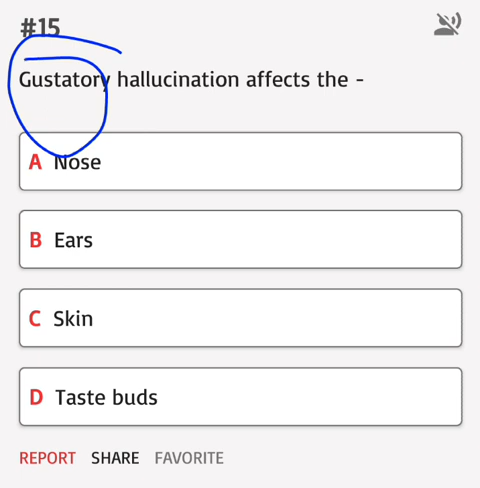 #15
Gustatory hallucination affects the -
A Nose
B Ears
C Skin
D Taste buds
REPORT SHARE FAVORITE